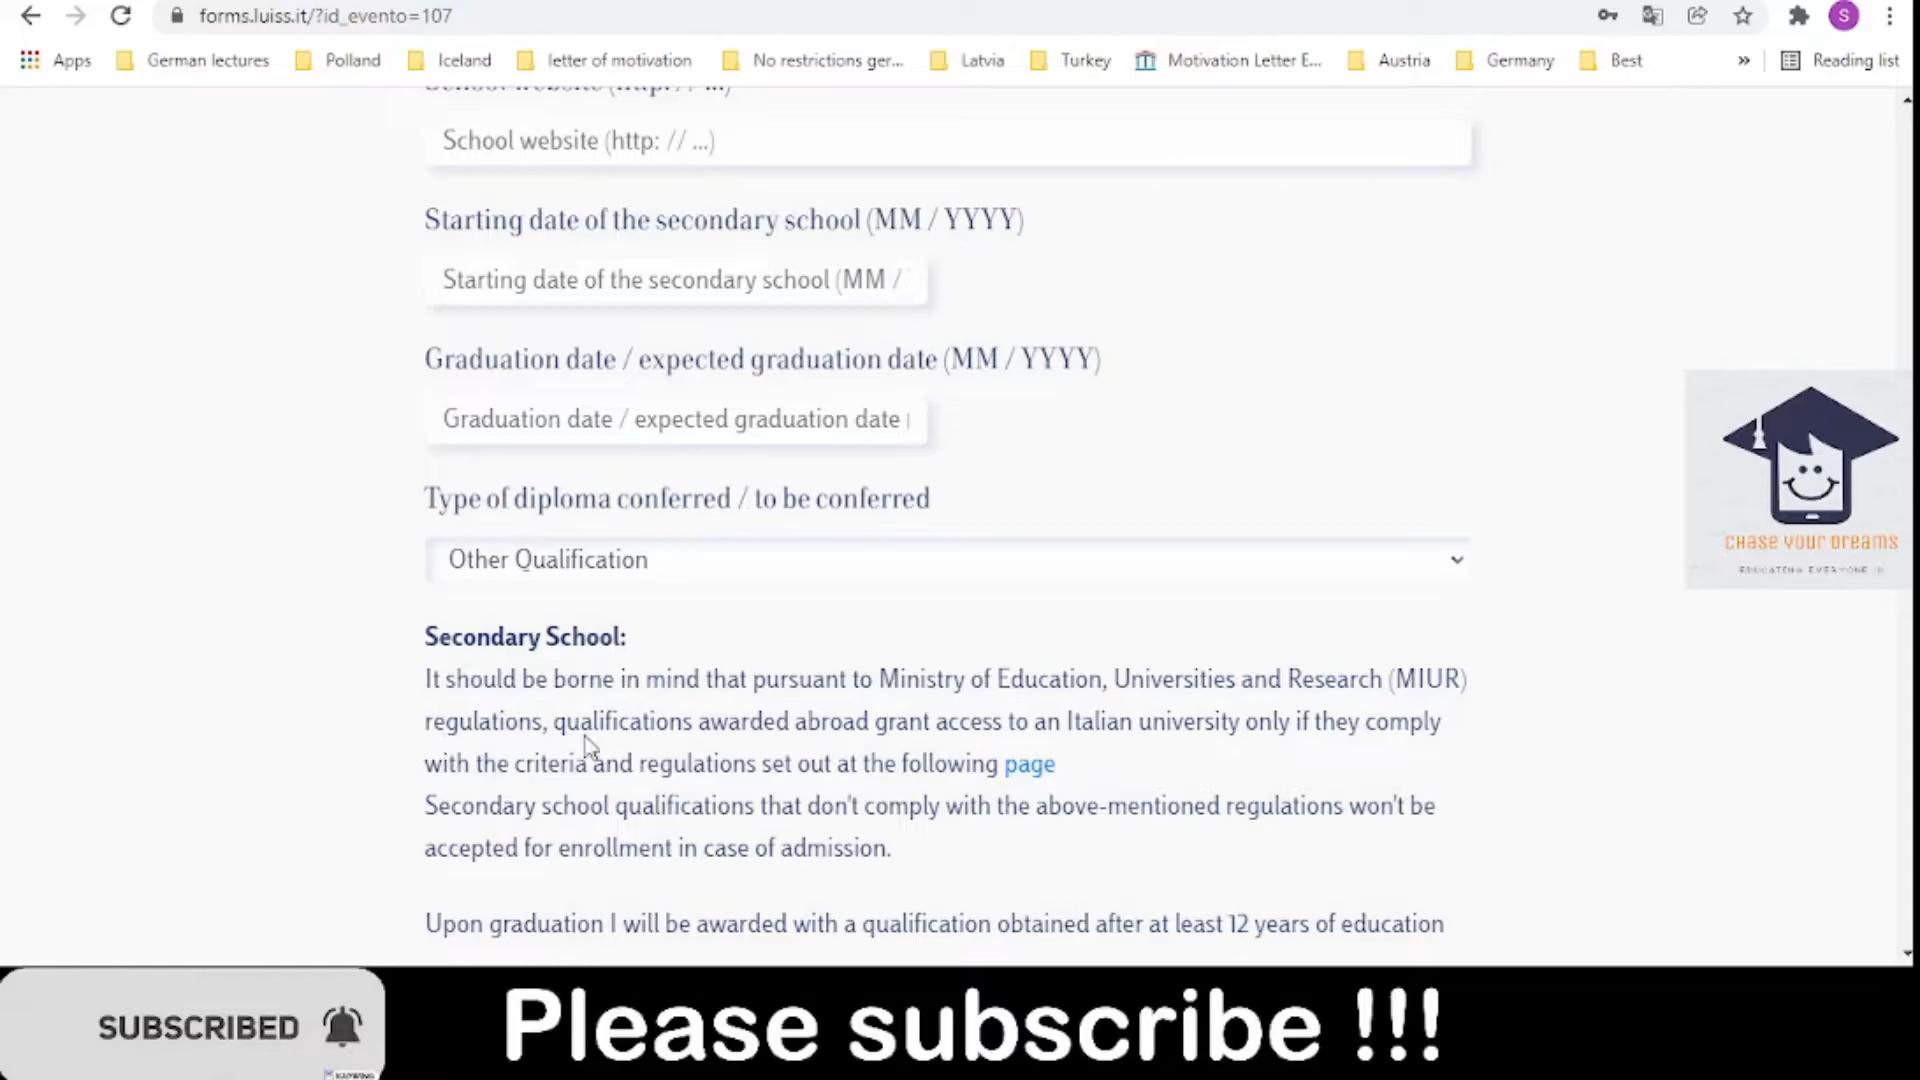 forms.luiss.it/?id_evento=107
S
Apps
German lectures
Polland
Iceland
letter of motivation
No restrictions ger...
Latvia
Turkey
Motivation Letter E...
Austria
Germany
Best
»
Reading list
School website (http: // ...)
School website (http: // ...)
Starting date of the secondary school (MM / YYYY)
Starting date of the secondary school (MM /
Graduation date / expected graduation date (MM / YYYY)
Graduation date / expected graduation date
Type of diploma conferred / to be conferred
Other Qualification
CHASE YOUR DREAMS
Secondary School:
It should be borne in mind that pursuant to Ministry of Education, Universities and Research (MIUR)
regulations, qualifications awarded abroad grant access to an Italian university only if they comply
with the criteria and regulations set out at the following page
Secondary school qualifications that don't comply with the above-mentioned regulations won't be
accepted for enrollment in case of admission.
Upon graduation I will be awarded with a qualification obtained after at least 12 years of education
SUBSCRIBED
Please subscribe !!!